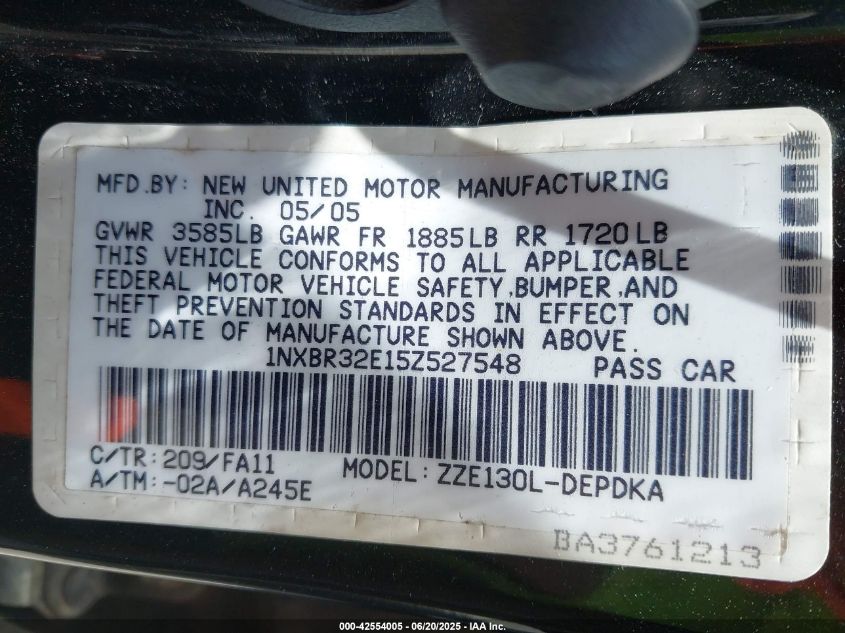 MFD.BY: NEW UNITED MOTOR MANUFACTURING
INC. 05/05
GVWR 3585LB GAWR FR 1885LB RR 1720LB
THIS VEHICLE CONFORMS TO ALL APPLICABLE
FEDERAL MOTOR VEHICLE SAFETY,BUMPER,AND
THEFT PREVENTION STANDARDS IN EFFECT ON
THE DATE OF MANUFACTURE SHOWN ABOVE.
1NXBR32E15Z527548 PASS CAR
C/TR: 209/FA11 MODEL: ZZE130L-DEPDKA
A/TM: -02A/A245E
BA3761213
000-42554005 - 06/20/2025 - IAA Inc.